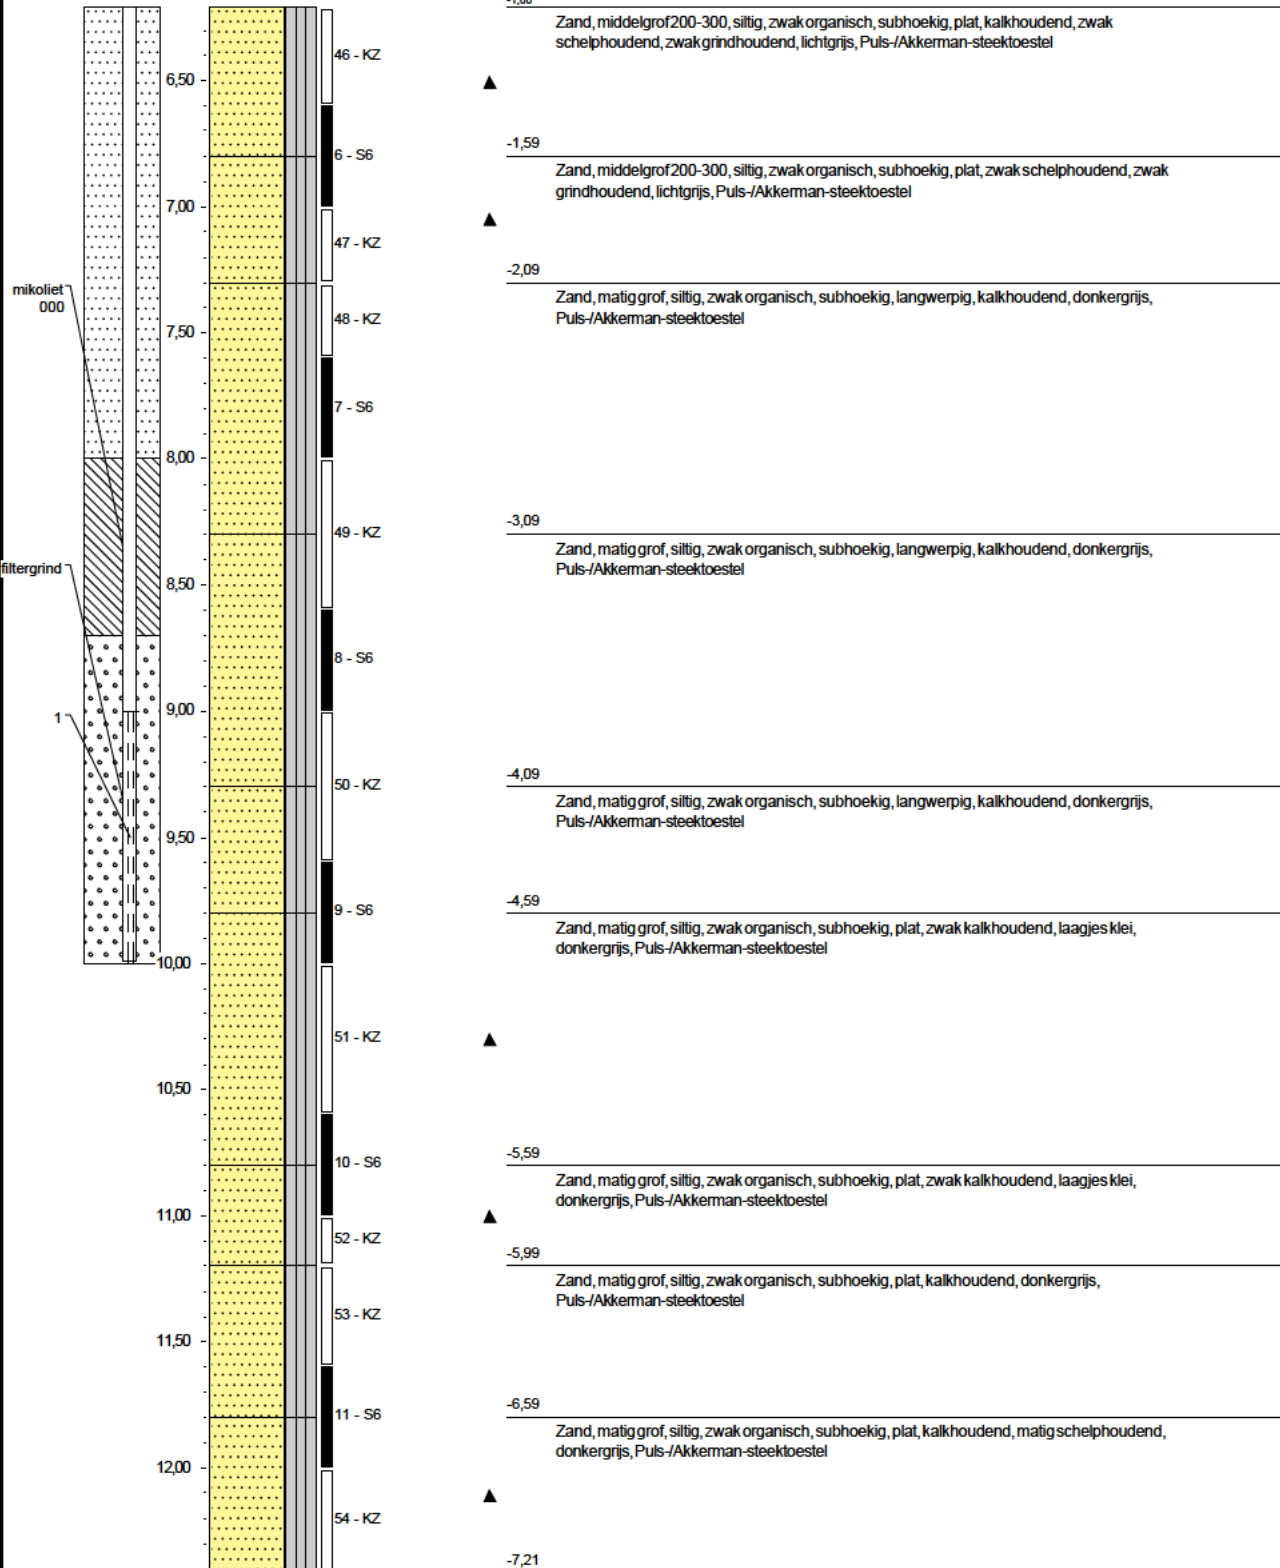 Zand, middelgrof 200-300, siltig, zwak organisch, subhoekig, plat, kalkhoudend, zwak
schelphoudend, zwak grindhoudend, lichtgrijs, Puls-/Akkerman-steektoestel
46 - KZ
6,50
-1,59
6 - S6
Zand, middelgrof 200-300, siltig, zwak organisch, subhoekig, plat, zwak schelphoudend, zwak
grindhoudend, lichtgrijs, Puls-/Akkerman-steektoestel
7,00
47 - KZ
-2,09
mikoliet
000
Zand, matig grof, siltig, zwak organisch, subhoekig, langwerpig, kalkhoudend, donkergrijs,
Puls-/Akkerman-steektoestel
48 - KZ
7,50
7 - S6
8,00
-3,09
49 - KZ
Zand, matig grof, siltig, zwak organisch, subhoekig, langwerpig, kalkhoudend, donkergrijs,
Puls-/Akkerman-steektoestel
filtergrind
8,50
8 - S6
9,00
1
-4,09
50 - KZ
Zand, matig grof, siltig, zwak organisch, subhoekig, langwerpig, kalkhoudend, donkergrijs,
Puls-/Akkerman-steektoestel
9,50
-4,59
9 - S6
Zand, matig grof, siltig, zwak organisch, subhoekig, plat, zwak kalkhoudend, laagjes klei,
donkergrijs, Puls-/Akkerman-steektoestel
10,00
51 - KZ
10,50
-5,59
10 - S6
Zand, matig grof, siltig, zwak organisch, subhoekig, plat, zwak kalkhoudend, laagjes klei,
donkergrijs, Puls-/Akkerman-steektoestel
11,00
52 - KZ
-5,99
Zand, matig grof, siltig, zwak organisch, subhoekig, plat, kalkhoudend, donkergrijs,
Puls-/Akkerman-steektoestel
53 - KZ
11,50
-6,59
11 - S6
Zand, matig grof, siltig, zwak organisch, subhoekig, plat, kalkhoudend, matig schelphoudend,
donkergrijs, Puls-/Akkerman-steektoestel
12,00
54 - KZ
-7,21